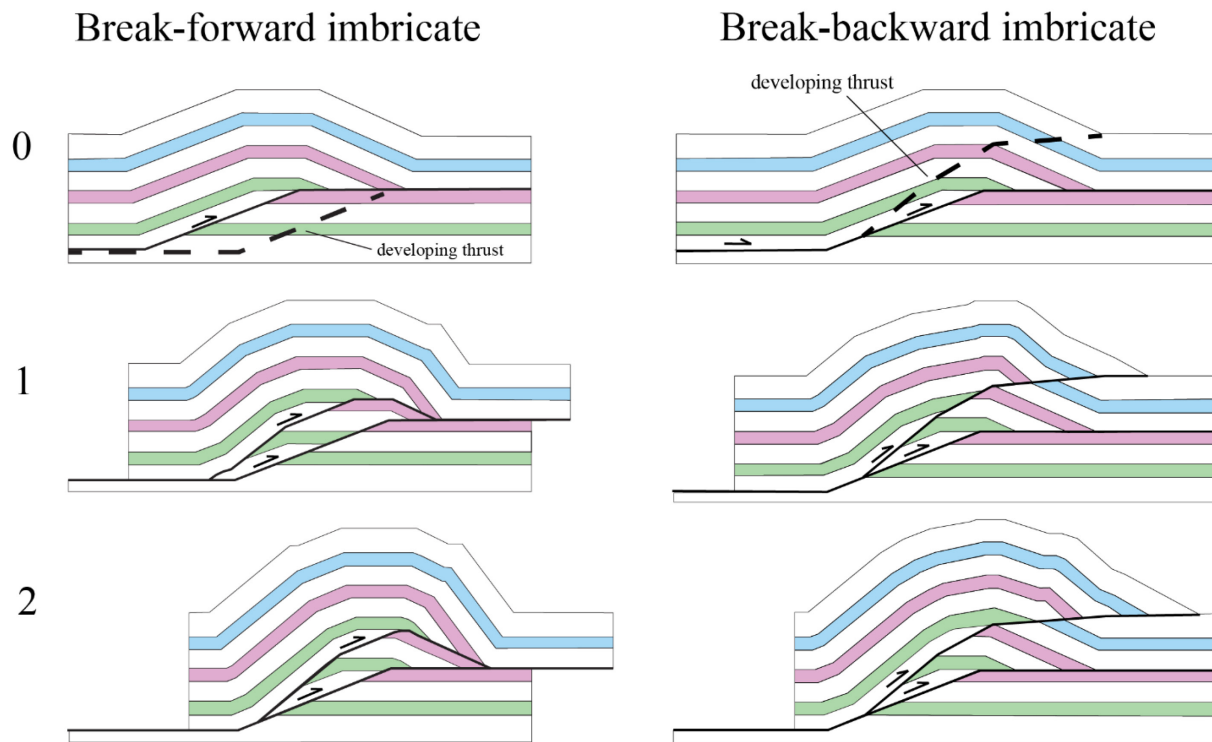 Break-forward imbricate
Break-backward imbricate
0
developing thrust
developing thrust
1
2